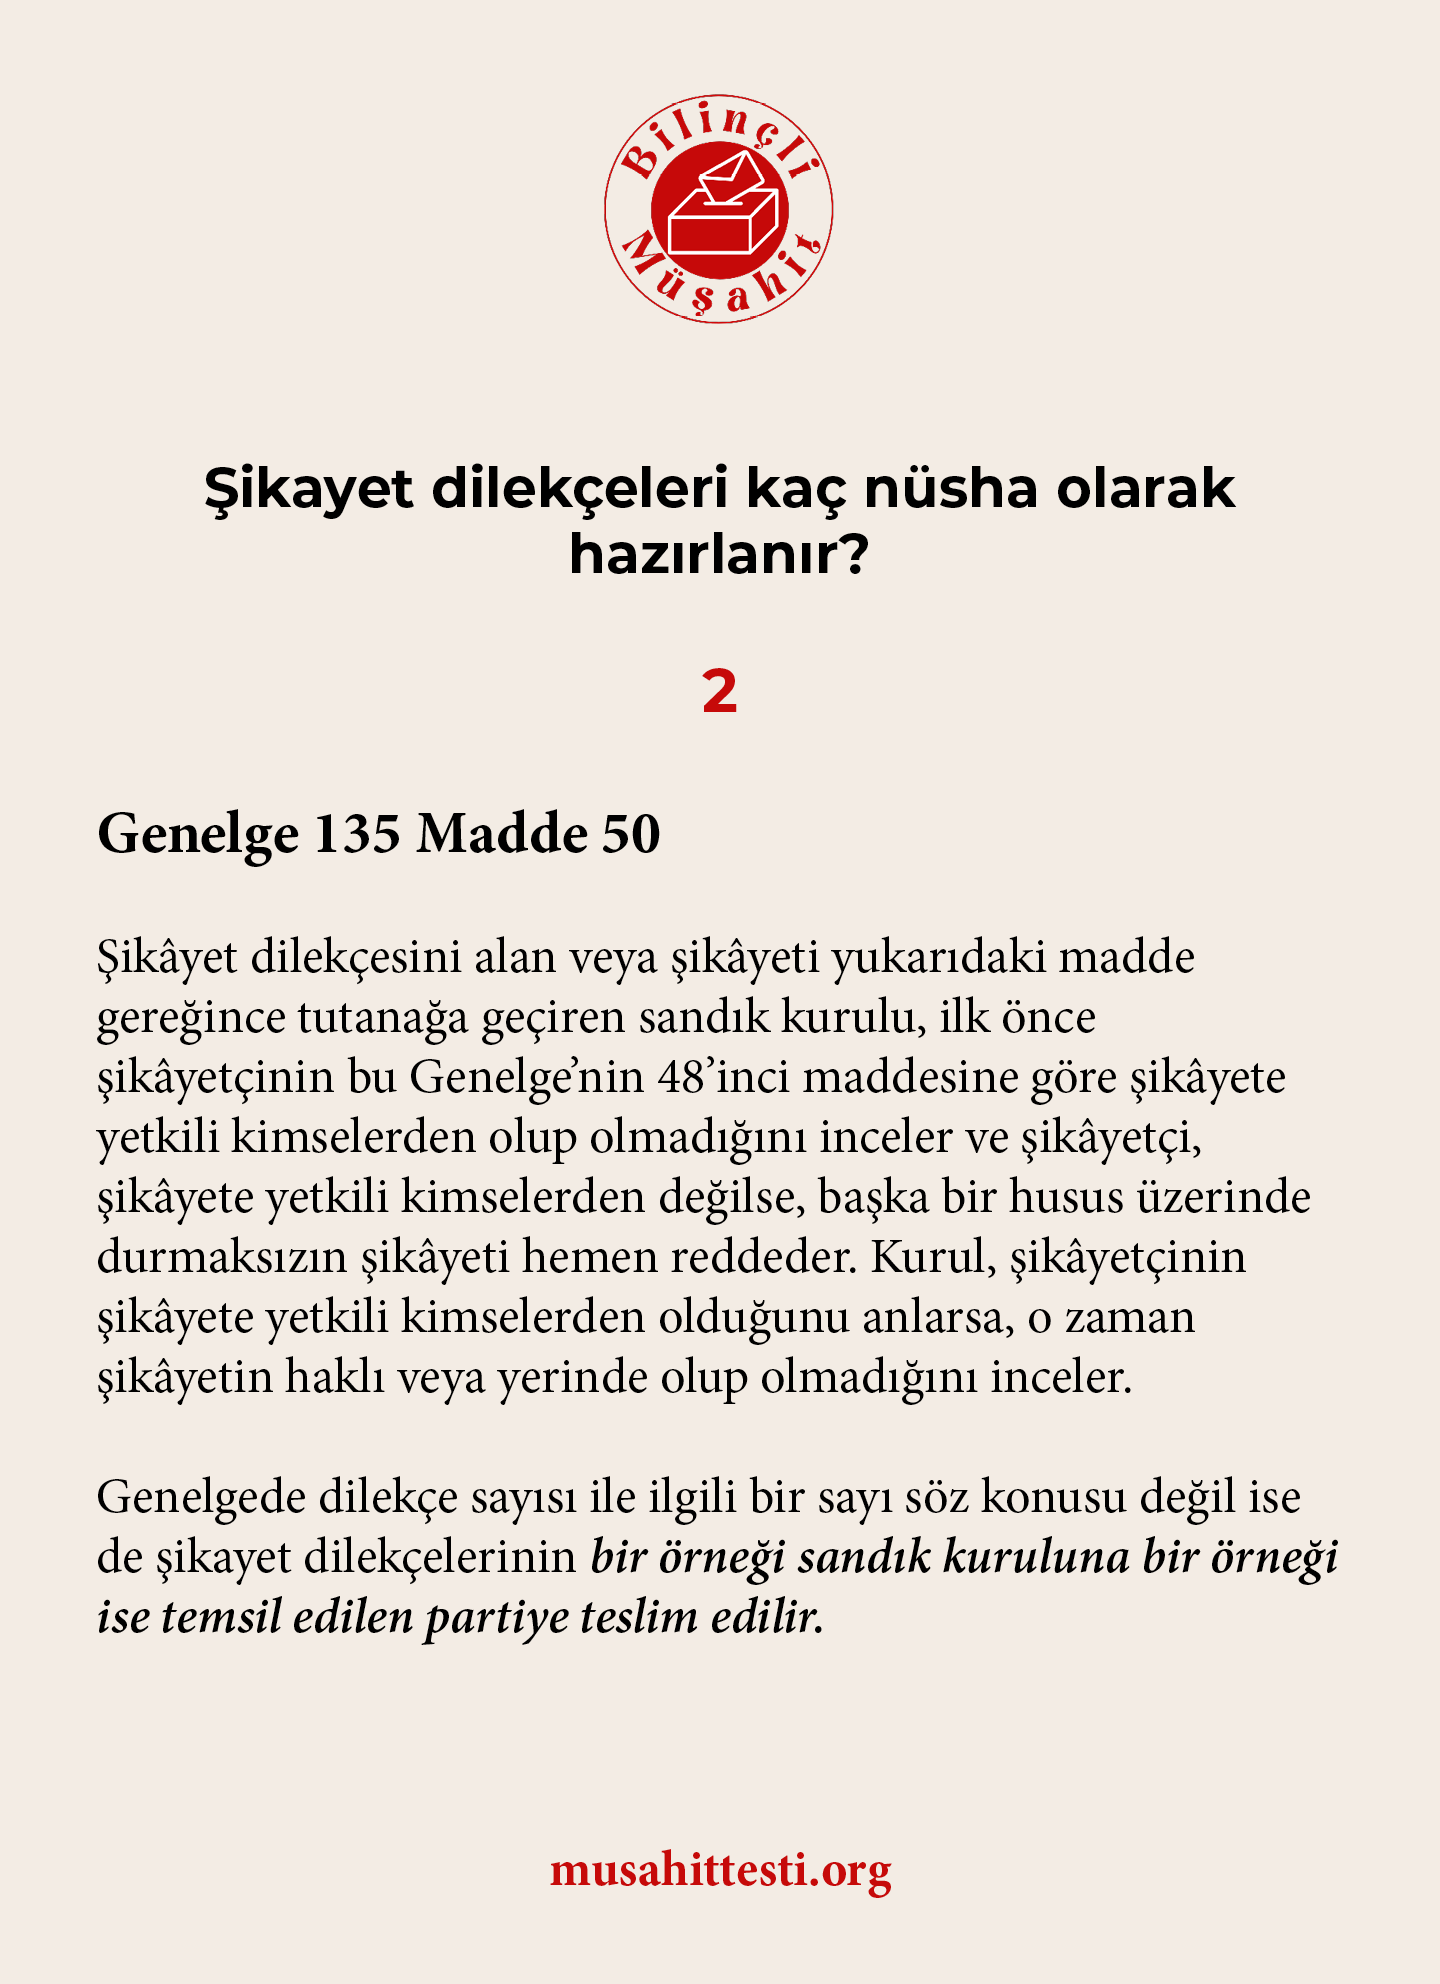 Bilinçli
Müşahit
Şikayet dilekçeleri kaç nüsha olarak
hazırlanır?
2
Genelge 135 Madde 50
Şikâyet dilekçesini alan veya şikâyeti yukarıdaki madde
gereğince tutanağa geçiren sandık kurulu, ilk önce
şikâyetçinin bu Genelge’nin 48’inci maddesine göre şikâyete
yetkili kimselerden olup olmadığını inceler ve şikâyetçi,
şikâyete yetkili kimselerden değilse, başka bir husus üzerinde
durmaksızın şikâyeti hemen reddeder. Kurul, şikâyetçinin
şikâyete yetkili kimselerden olduğunu anlarsa, o zaman
şikâyetin haklı veya yerinde olup olmadığını inceler.
Genelgede dilekçe sayısı ile ilgili bir sayı söz konusu değil ise
de şikayet dilekçelerinin bir örneği sandık kuruluna bir örneği
ise temsil edilen partiye teslim edilir.
musahittesti.org